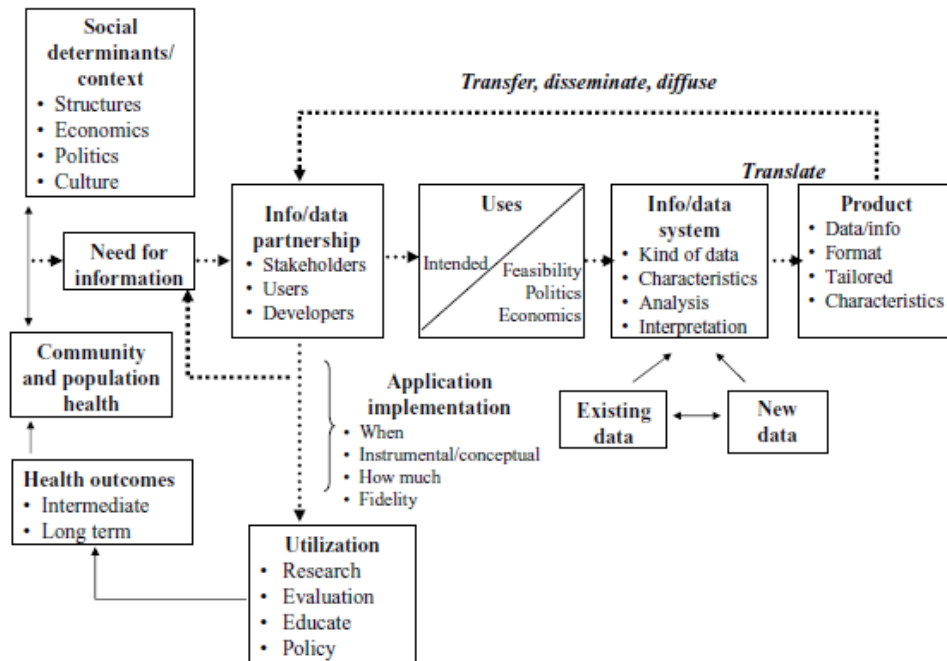 Social
determinants/
context
• Structures
• Economics
• Politics
• Culture
Transfer, disseminate, diffuse
Translate
Need for
information
Info/data
partnership
• Stakeholders
• Users
• Developers
Uses
Intended
Feasibility
Politics
Economics
Info/data
system
• Kind of data
• Characteristics
• Analysis
• Interpretation
Product
• Data/info
• Format
• Tailored
• Characteristics
Community
and population
health
Application
implementation
• When
• Instrumental/conceptual
• How much
• Fidelity
Existing
data
New
data
Health outcomes
• Intermediate
• Long term
Utilization
• Research
• Evaluation
• Educate
• Policy